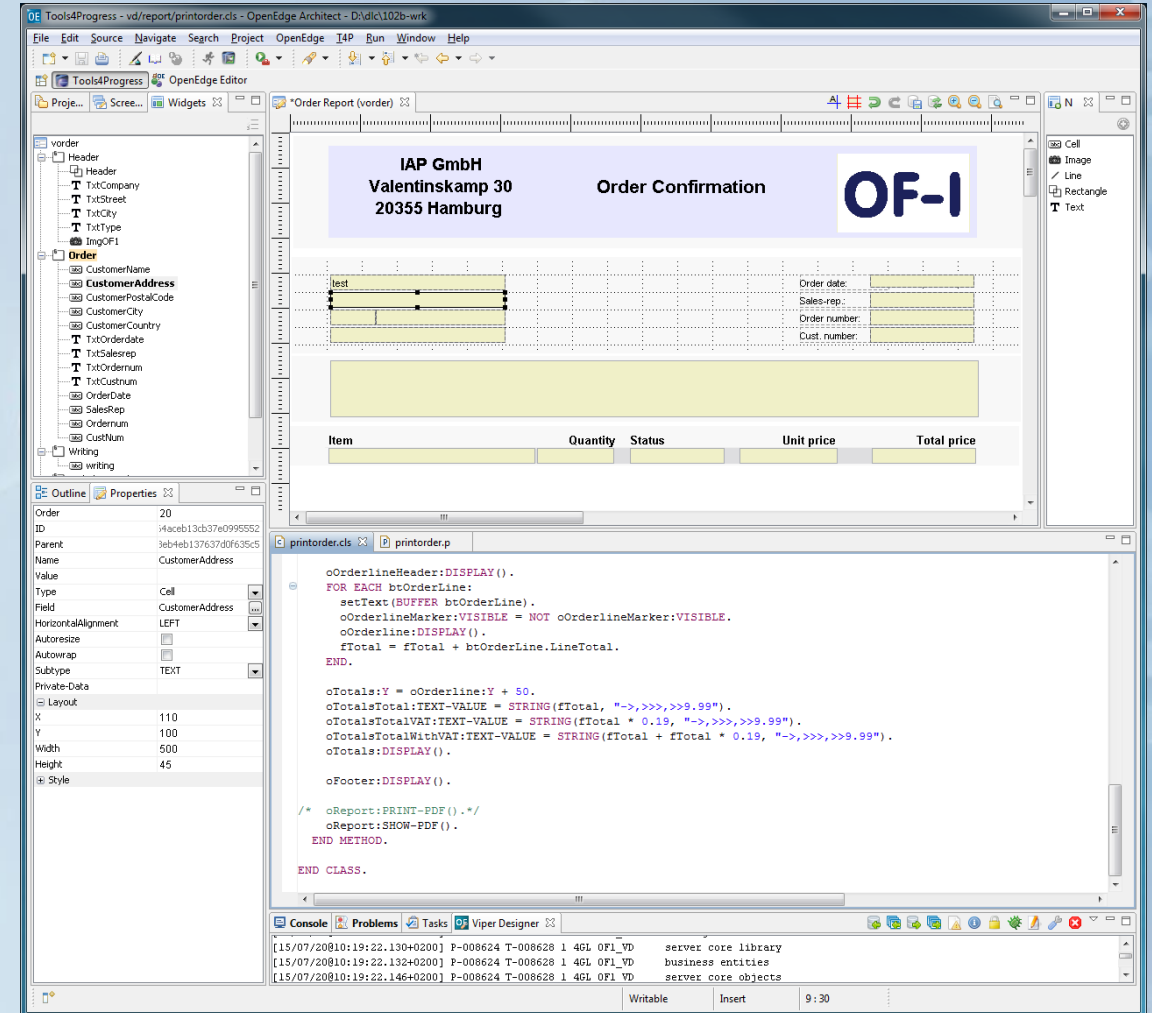 Tools4Progress - vd/report/printorder.cls - OpenEdge Architect - D:\dlc\102b-wrk
File Edit Source Navigate Search Project OpenEdge T4P Run Window Help
Tools4Progress OpenEdge Editor
Proje... Scree... Widgets
vorder
Header
Header
TxtCompany
TxtStreet
TxtCity
TxtType
ImgOF1
Order
CustomerName
CustomerAddress
CustomerPostalCode
CustomerCity
CustomerCountry
TxtOrderdate
TxtSalesrep
TxtOrdernum
TxtCustnum
OrderDate
SalesRep
Ordernum
CustNum
Writing
writing
*Order Report (vorder)
IAP GmbH
Valentinskamp 30
20355 Hamburg
Order Confirmation
OF-I
test
Order date:
Sales-rep.:
Order number:
Cust. number:
Item Quantity Status Unit price Total price
N
Cell
Image
Line
Rectangle
Text
Outline Properties
Order 20
ID 4aceb13cb37e0995552
Parent 3eb4eb137637d0f635c5
Name CustomerAddress
Value
Type Cell
Field CustomerAddress ...
HorizontalAlignment LEFT
Autoresize
Autowrap
Subtype TEXT
Private-Data
Layout
X 110
Y 100
Width 500
Height 45
Style
printorder.cls printorder.p
oOrderlineHeader:DISPLAY().
FOR EACH btOrderLine:
setText(BUFFER btOrderLine).
oOrderlineMarker:VISIBLE = NOT oOrderlineMarker:VISIBLE.
oOrderline:DISPLAY().
fTotal = fTotal + btOrderLine.LineTotal.
END.
oTotals:Y = oOrderline:Y + 50.
oTotalsTotal:TEXT-VALUE = STRING(fTotal, "->,>>>,>>9.99").
oTotalsTotalVAT:TEXT-VALUE = STRING(fTotal * 0.19, "->,>>>,>>9.99").
oTotalsTotalWithVAT:TEXT-VALUE = STRING(fTotal + fTotal * 0.19, "->,>>>,>>9.99").
oTotals:DISPLAY().
oFooter:DISPLAY().
/* oReport:PRINT-PDF().*/
oReport:SHOW-PDF().
END METHOD.
END CLASS.
Console Problems Tasks Viper Designer
[15/07/20@10:19:22.130+0200] P-008624 T-008628 1 4GL OF1_VD server core library
[15/07/20@10:19:22.132+0200] P-008624 T-008628 1 4GL OF1_VD business entities
[15/07/20@10:19:22.146+0200] P-008624 T-008628 1 4GL OF1_VD server core objects
Writable Insert 9 : 30